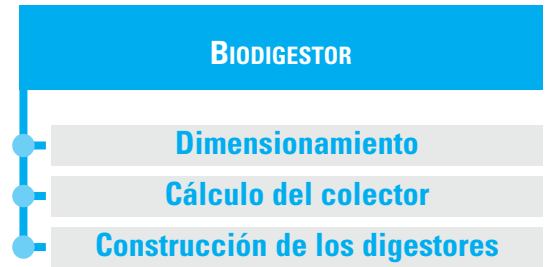 BIODIGESTOR
Dimensionamiento
Cálculo del colector
Construcción de los digestores